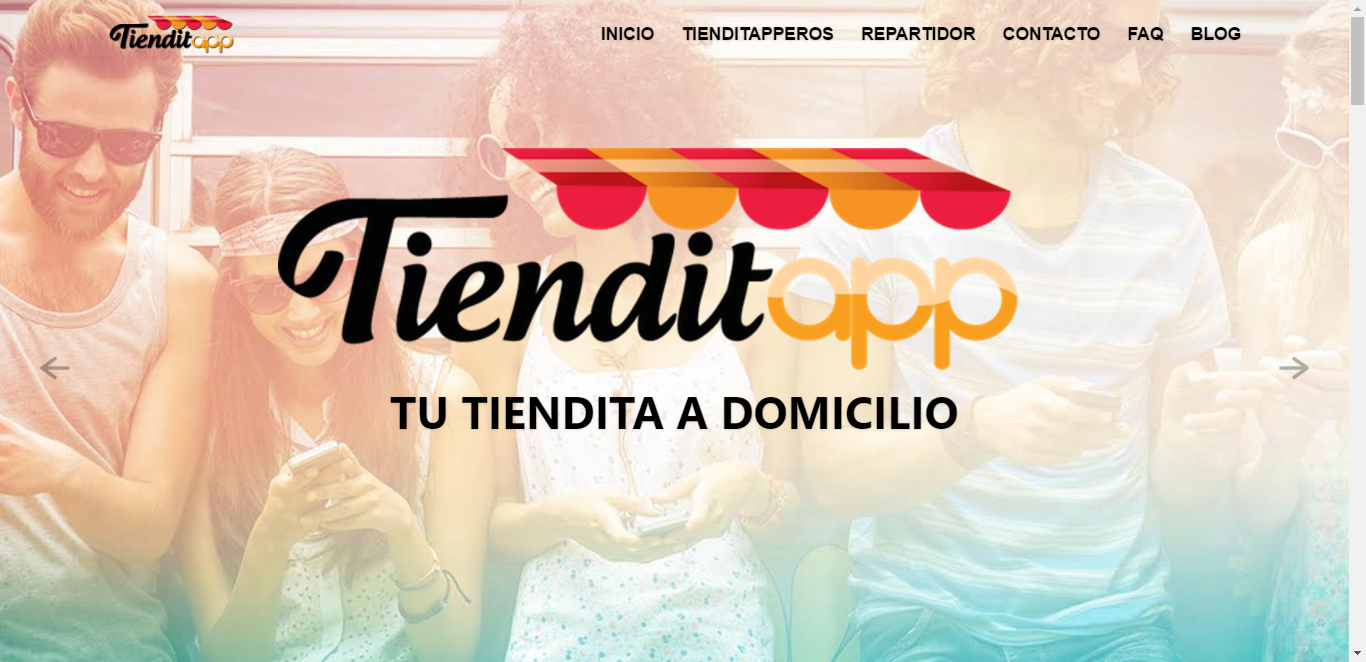 Tienditapp
INICIO TIENDITAPPEROS REPARTIDOR CONTACTO FAQ BLOG
Tienditapp
TU TIENDITA A DOMICILIO